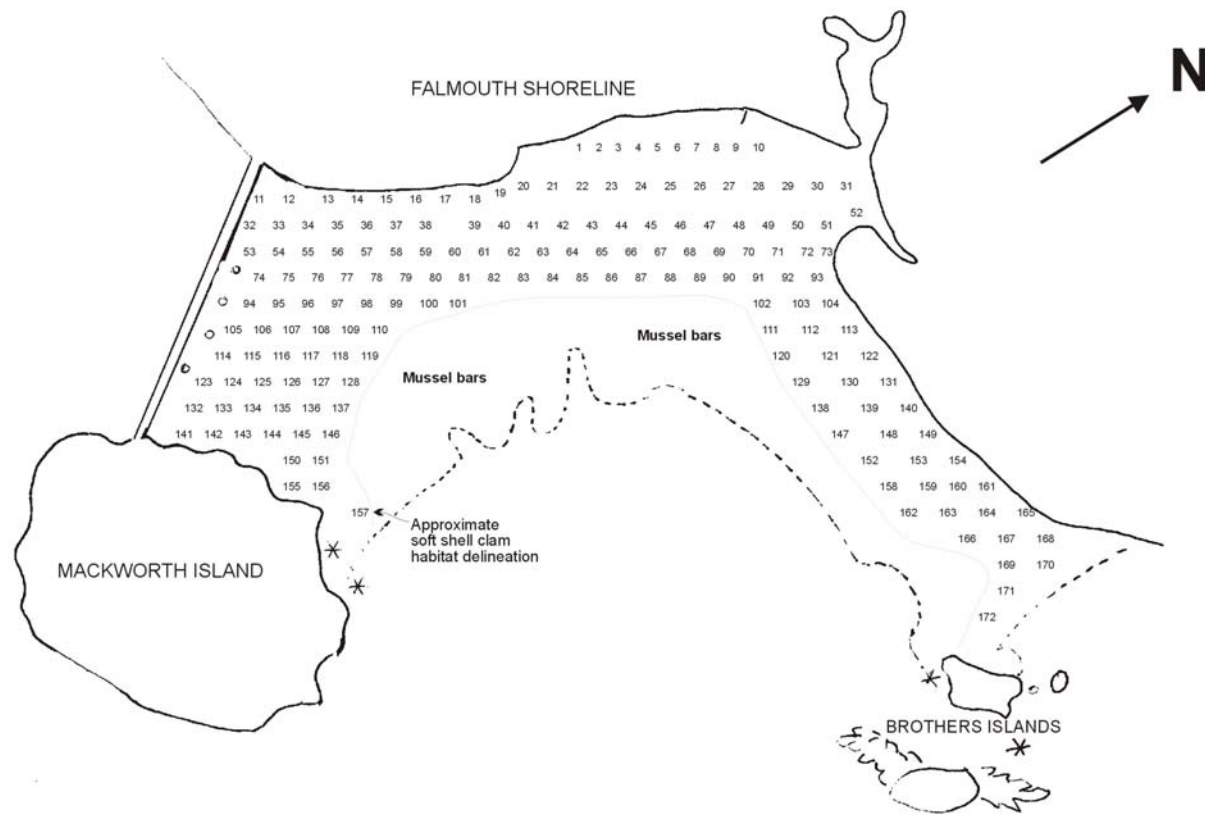 N
FALMOUTH SHORELINE
1 2 3 4 5 6 7 8 9 10
11 12 13 14 15 16 17 18 19 20 21 22 23 24 25 26 27 28 29 30 31
32 33 34 35 36 37 38 39 40 41 42 43 44 45 46 47 48 49 50 51 52
53 54 55 56 57 58 59 60 61 62 63 64 65 66 67 68 69 70 71 72 73
74 75 76 77 78 79 80 81 82 83 84 85 86 87 88 89 90 91 92 93
94 95 96 97 98 99 100 101 102 103 104
105 106 107 108 109 110 111 112 113
Mussel bars
114 115 116 117 118 119 120 121 122
Mussel bars
123 124 125 126 127 128 129 130 131
132 133 134 135 136 137 138 139 140
141 142 143 144 145 146 147 148 149
150 151 152 153 154
155 156 158 159 160 161
157 162 163 164 165
Approximate
soft shell clam
habitat delineation
166 167 168
MACKWORTH ISLAND
169 170
171
172
BROTHERS ISLANDS